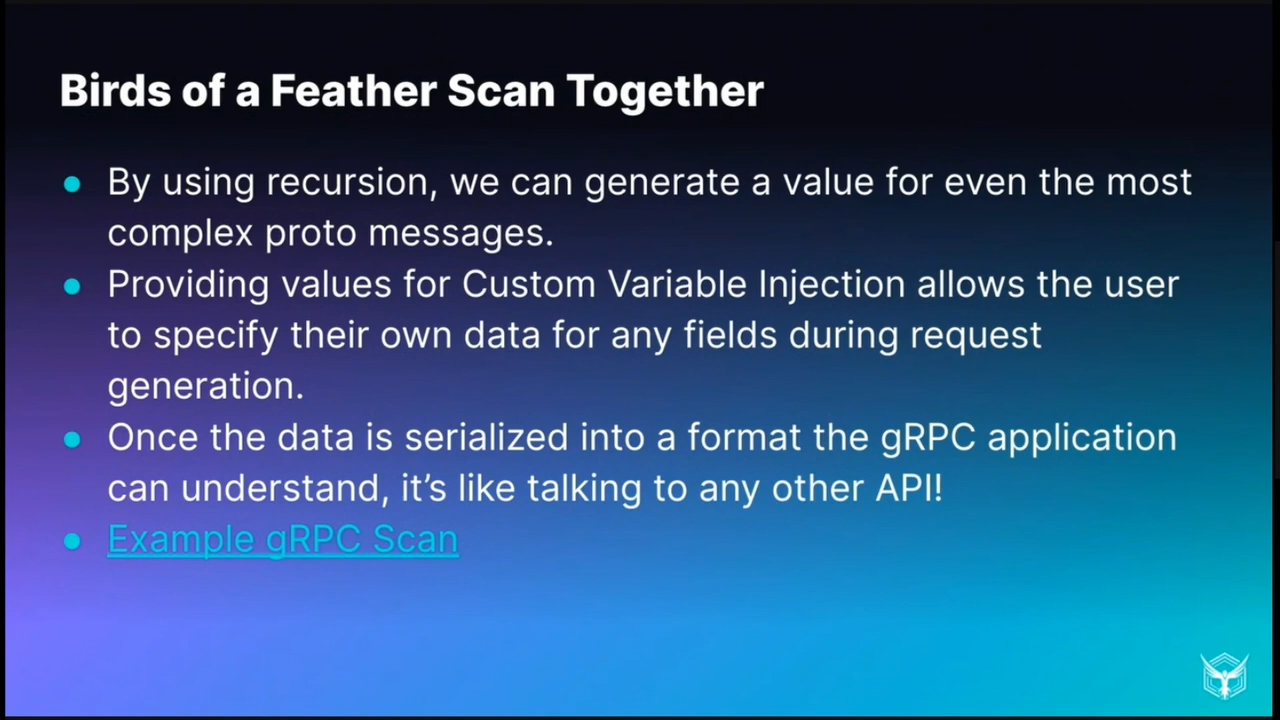 Birds of a Feather Scan Together
By using recursion, we can generate a value for even the most
complex proto messages.
Providing values for Custom Variable Injection allows the user
to specify their own data for any fields during request
generation.
Once the data is serialized into a format the gRPC application
can understand, it’s like talking to any other API!
Example gRPC Scan